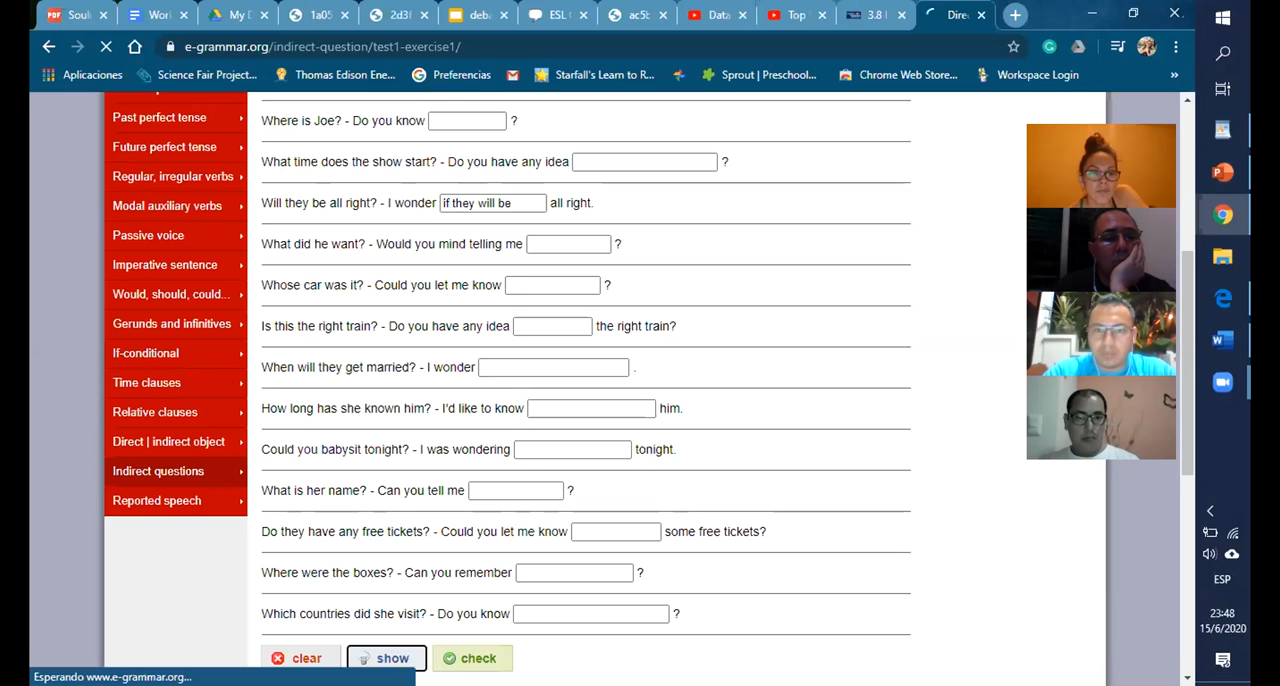 Soul
Worl
My D
1a05
2d3f
deba
ESL
ac5b
Data
Top
3.8 I
Dire
e-grammar.org/indirect-question/test1-exercise1/
Aplicaciones
Science Fair Project...
Thomas Edison Ene...
Preferencias
Starfall's Learn to R...
Sprout | Preschool...
Chrome Web Store...
Workspace Login
»
Past perfect tense
Future perfect tense
Regular, irregular verbs
Modal auxiliary verbs
Passive voice
Imperative sentence
Would, should, could...
Gerunds and infinitives
If-conditional
Time clauses
Relative clauses
Direct | indirect object
Indirect questions
Reported speech
Where is Joe? - Do you know ?
What time does the show start? - Do you have any idea ?
Will they be all right? - I wonder if they will be all right.
What did he want? - Would you mind telling me ?
Whose car was it? - Could you let me know ?
Is this the right train? - Do you have any idea the right train?
When will they get married? - I wonder .
How long has she known him? - I'd like to know him.
Could you babysit tonight? - I was wondering tonight.
What is her name? - Can you tell me ?
Do they have any free tickets? - Could you let me know some free tickets?
Where were the boxes? - Can you remember ?
Which countries did she visit? - Do you know ?
clear
show
check
Esperando www.e-grammar.org...
ESP
23:48
15/6/2020